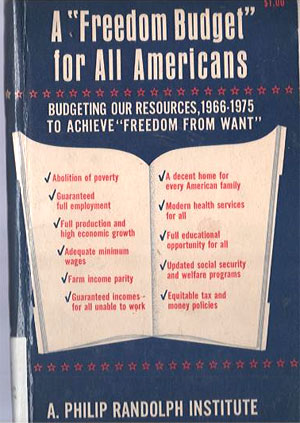 $1.00
A "Freedom Budget"
for All Americans
BUDGETING OUR RESOURCES, 1966-1975
TO ACHIEVE "FREEDOM FROM WANT"
✓Abolition of poverty
✓Guaranteed
full employment
✓Full production and
high economic growth
✓Adequate minimum
wages
✓Farm income parity
✓Guaranteed incomes-
for all unable to work
✓A decent home for
every American family
✓Modern health services
for all
✓Full educational
opportunity for all
✓Updated social security
and welfare programs
✓Equitable tax and
money policies
A. PHILIP RANDOLPH INSTITUTE